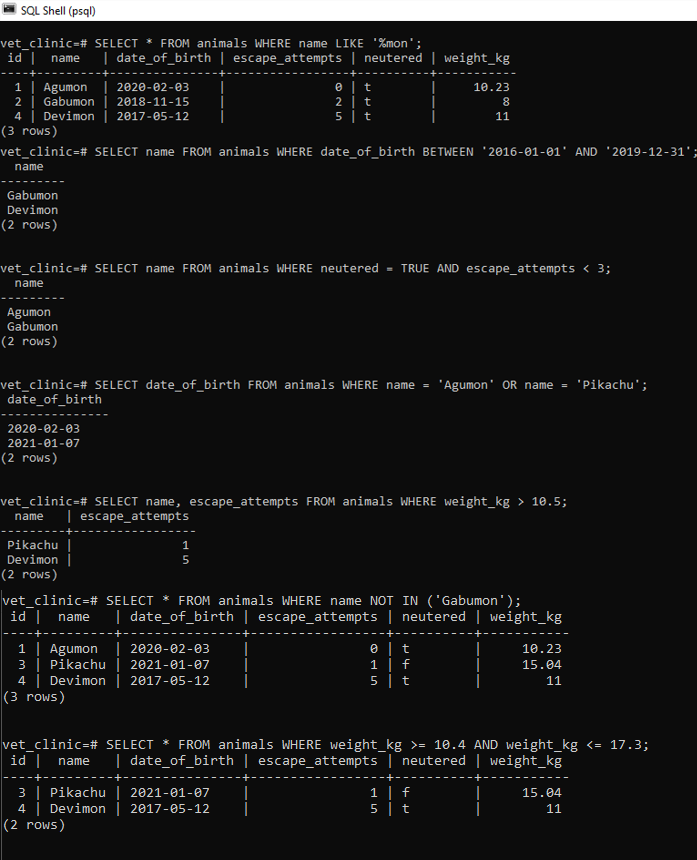 SQL Shell (psql)
vet_clinic=# SELECT * FROM animals WHERE name LIKE '%mon';
 id |  name   | date_of_birth | escape_attempts | neutered | weight_kg
----+---------+---------------+-----------------+----------+-----------
  1 | Agumon  | 2020-02-03    |               0 | t        |     10.23
  2 | Gabumon | 2018-11-15    |               2 | t        |         8
  4 | Devimon | 2017-05-12    |               5 | t        |        11
(3 rows)
vet_clinic=# SELECT name FROM animals WHERE date_of_birth BETWEEN '2016-01-01' AND '2019-12-31';
  name
---------
 Gabumon
 Devimon
(2 rows)
vet_clinic=# SELECT name FROM animals WHERE neutered = TRUE AND escape_attempts < 3;
  name
---------
 Agumon
 Gabumon
(2 rows)
vet_clinic=# SELECT date_of_birth FROM animals WHERE name = 'Agumon' OR name = 'Pikachu';
 date_of_birth
---------------
 2020-02-03
 2021-01-07
(2 rows)
vet_clinic=# SELECT name, escape_attempts FROM animals WHERE weight_kg > 10.5;
  name   | escape_attempts
---------+-----------------
 Pikachu |               1
 Devimon |               5
(2 rows)
vet_clinic=# SELECT * FROM animals WHERE name NOT IN ('Gabumon');
 id |  name   | date_of_birth | escape_attempts | neutered | weight_kg
----+---------+---------------+-----------------+----------+-----------
  1 | Agumon  | 2020-02-03    |               0 | t        |     10.23
  3 | Pikachu | 2021-01-07    |               1 | f        |     15.04
  4 | Devimon | 2017-05-12    |               5 | t        |        11
(3 rows)
vet_clinic=# SELECT * FROM animals WHERE weight_kg >= 10.4 AND weight_kg <= 17.3;
 id |  name   | date_of_birth | escape_attempts | neutered | weight_kg
----+---------+---------------+-----------------+----------+-----------
  3 | Pikachu | 2021-01-07    |               1 | f        |     15.04
  4 | Devimon | 2017-05-12    |               5 | t        |        11
(2 rows)